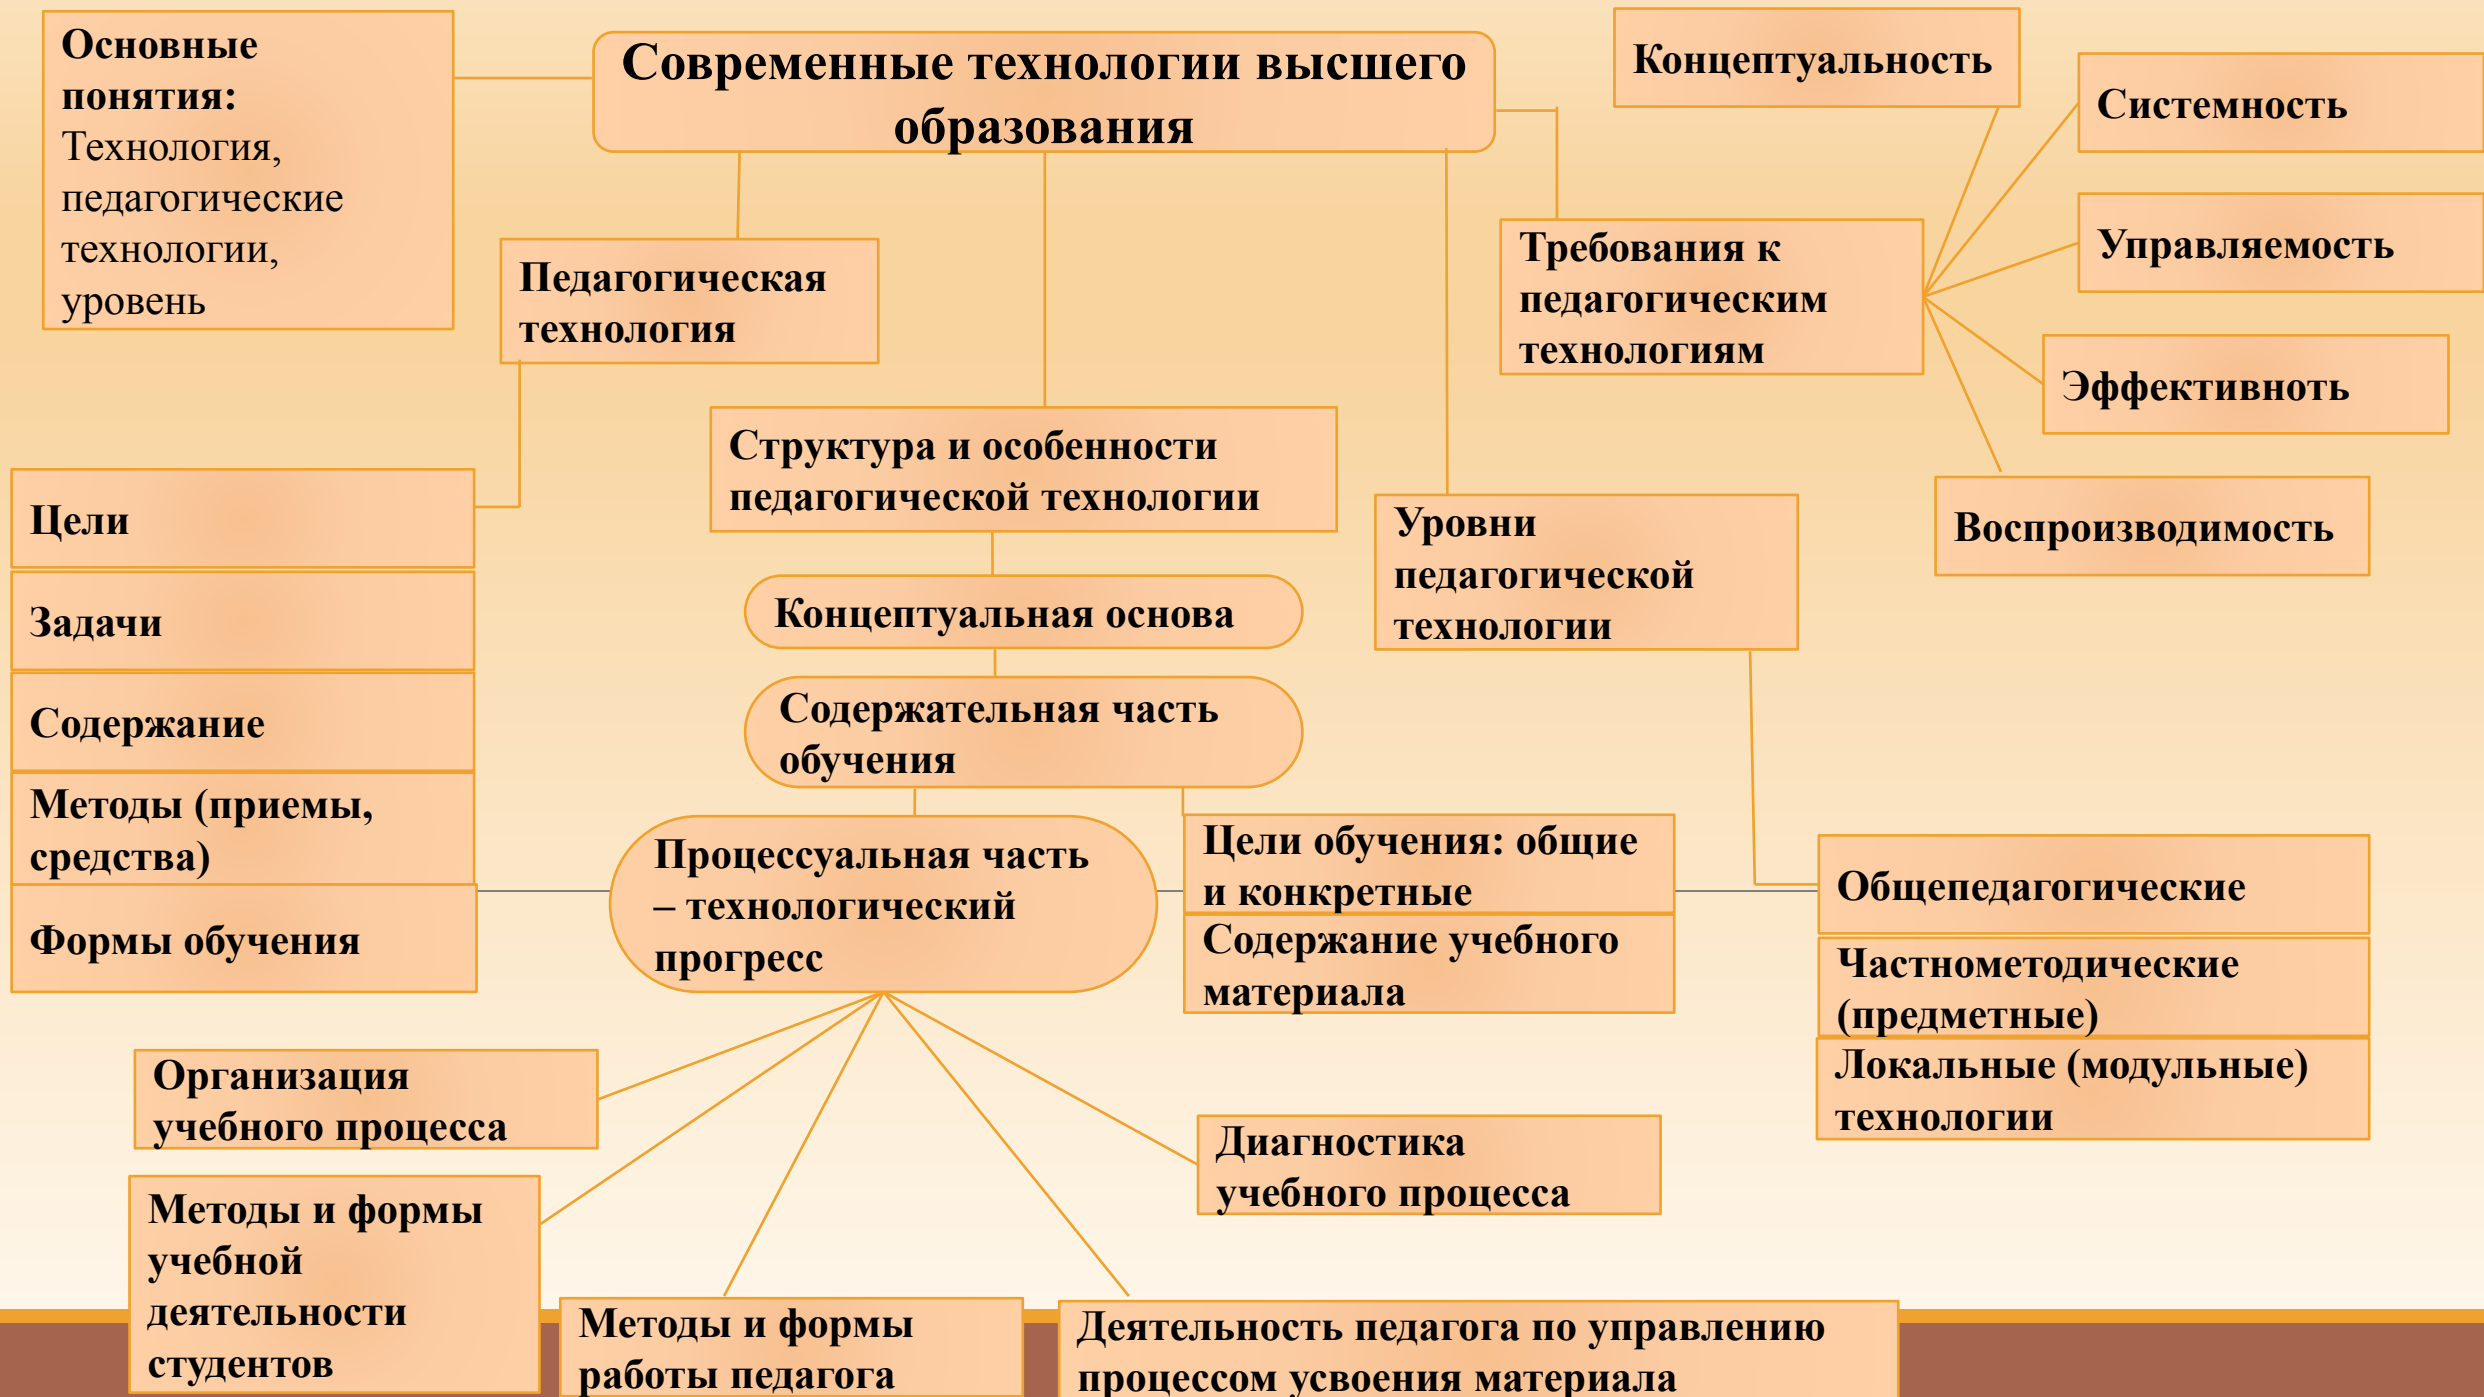 Основные
понятия:
Технология,
педагогические
технологии,
уровень
Современные технологии высшего
образования
Концептуальность
Системность
Управляемость
Эффективноть
Воспроизводимость
Требования к
педагогическим
технологиям
Педагогическая
технология
Структура и особенности
педагогической технологии
Уровни
педагогической
технологии
Цели
Задачи
Содержание
Методы (приемы,
средства)
Формы обучения
Концептуальная основа
Содержательная часть
обучения
Процессуальная часть
– технологический
прогресс
Цели обучения: общие
и конкретные
Содержание учебного
материала
Общепедагогические
Частнометодические
(предметные)
Локальные (модульные)
технологии
Организация
учебного процесса
Методы и формы
учебной
деятельности
студентов
Методы и формы
работы педагога
Деятельность педагога по управлению
процессом усвоения материала
Диагностика
учебного процесса